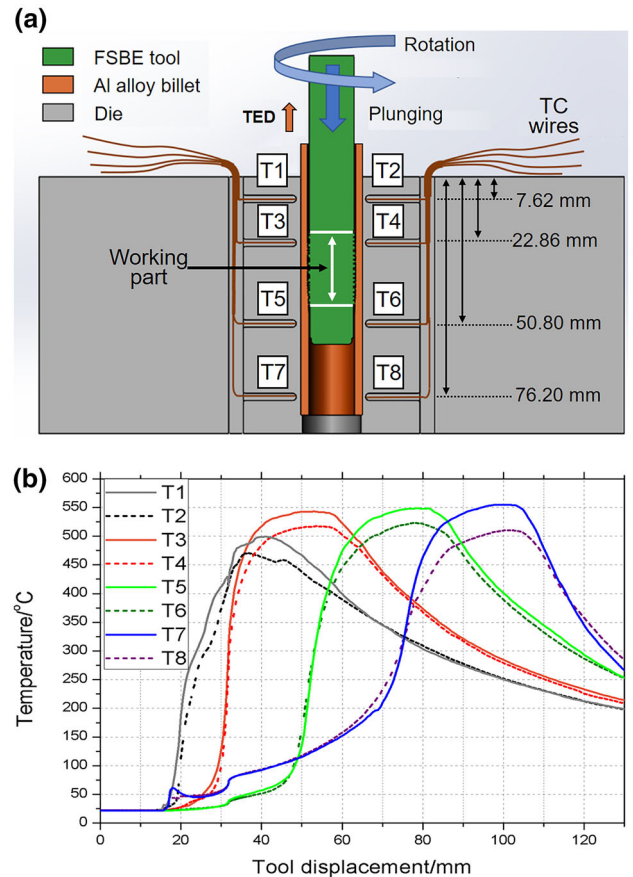 (a)
FSBE tool
Al alloy billet
Die
Rotation
TED
Plunging
TC
wires
T1
T2
7.62 mm
T3
T4
22.86 mm
Working
part
T5
T6
50.80 mm
T7
T8
76.20 mm
(b)
600
550
500
450
400
350
300
250
200
150
100
50
0
Temperature/°C
T1
T2
T3
T4
T5
T6
T7
T8
0 20 40 60 80 100 120
Tool displacement/mm